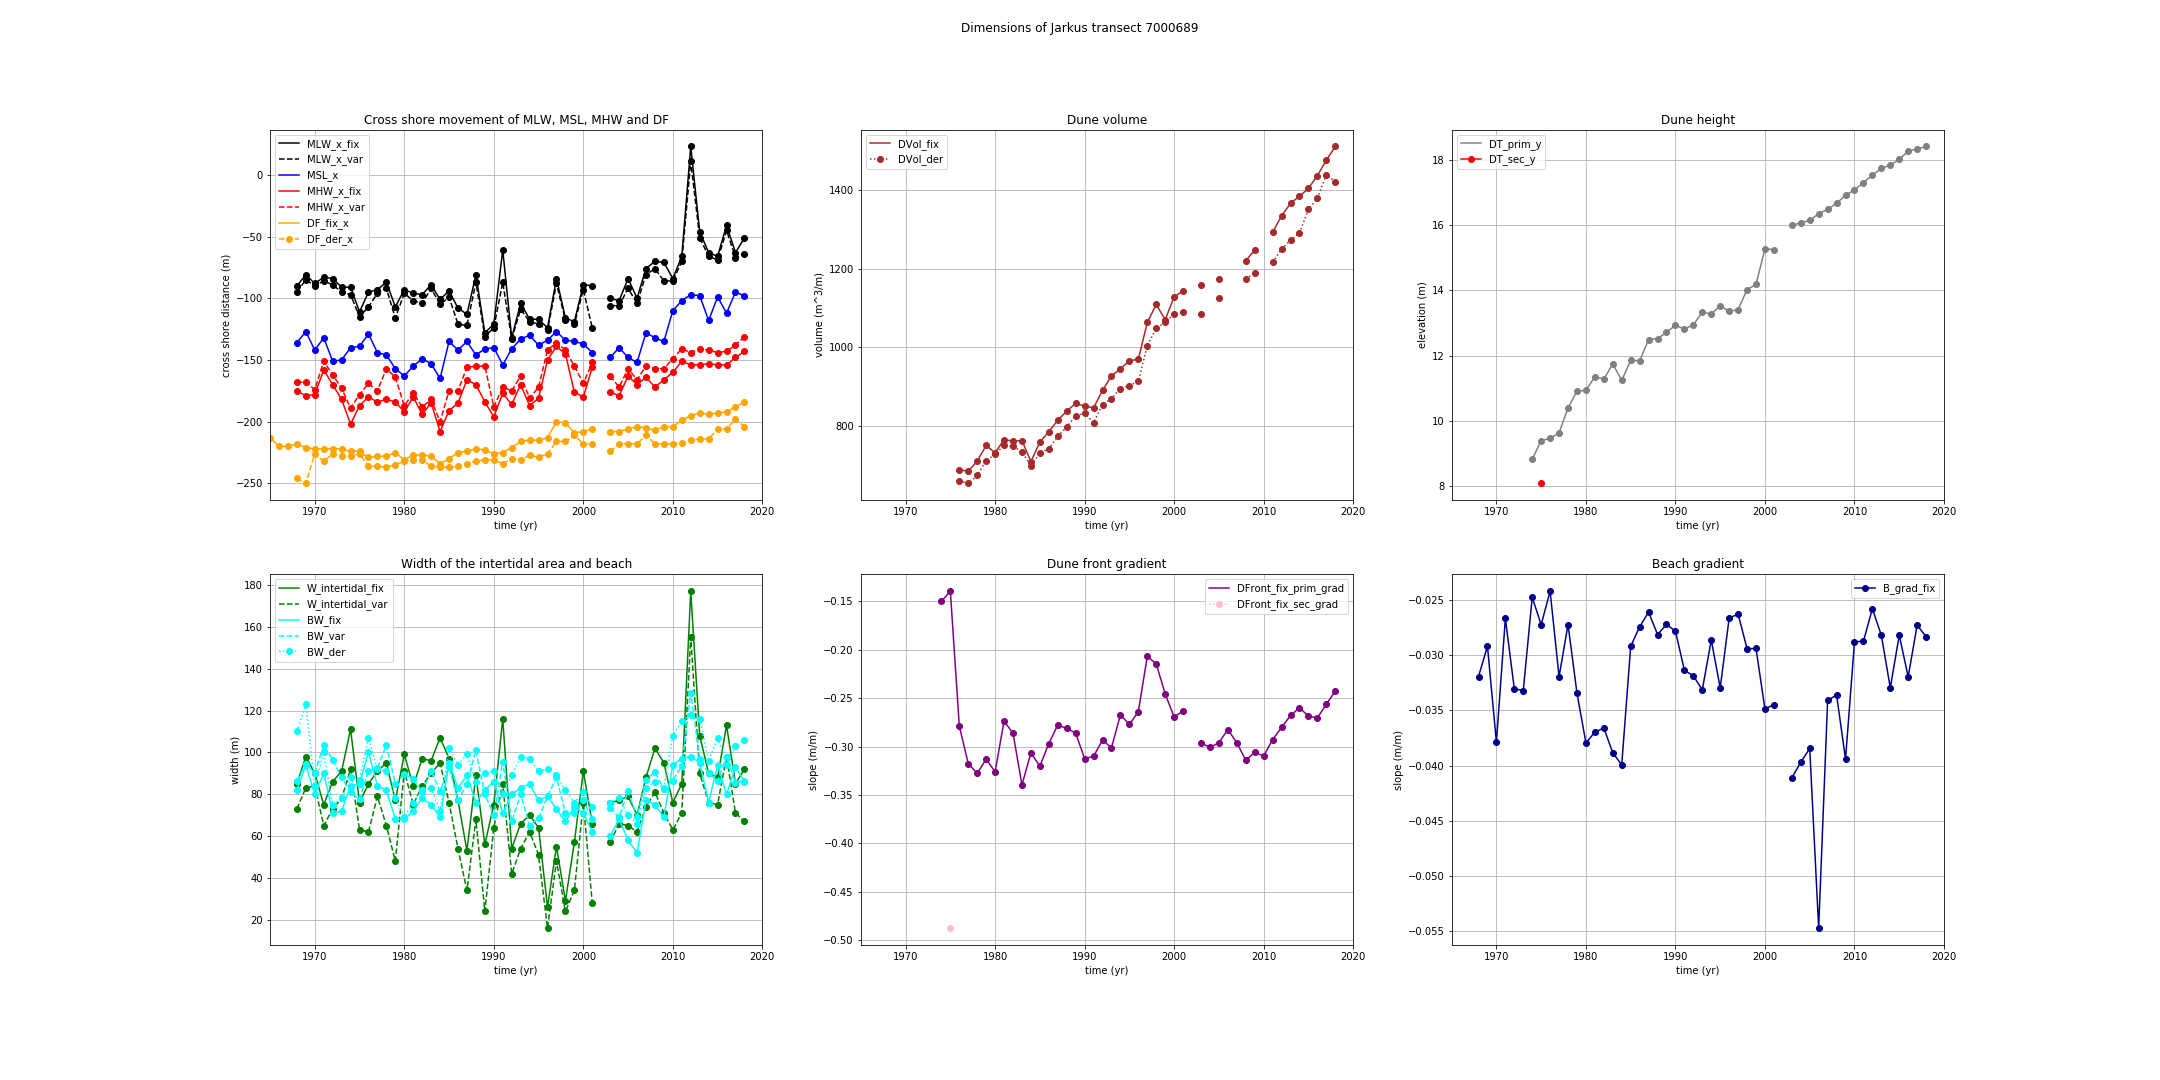 Dimensions of Jarkus transect 7000689
Cross shore movement of MLW, MSL, MHW and DF
MLW_x_fix
MLW_x_var
MSL_x
MHW_x_fix
MHW_x_var
DF_fix_x
DF_der_x
0
−50
−100
−150
−200
−250
cross shore distance (m)
1970 1980 1990 2000 2010 2020
time (yr)
Dune volume
DVol_fix
DVol_der
1400
1200
1000
800
volume (m^3/m)
1970 1980 1990 2000 2010 2020
time (yr)
Dune height
DT_prim_y
DT_sec_y
18
16
14
12
10
8
elevation (m)
1970 1980 1990 2000 2010 2020
time (yr)
Width of the intertidal area and beach
W_intertidal_fix
W_intertidal_var
BW_fix
BW_var
BW_der
180
160
140
120
100
80
60
40
20
width (m)
1970 1980 1990 2000 2010 2020
time (yr)
Dune front gradient
DFront_fix_prim_grad
DFront_fix_sec_grad
−0.15
−0.20
−0.25
−0.30
−0.35
−0.40
−0.45
−0.50
slope (m/m)
1970 1980 1990 2000 2010 2020
time (yr)
Beach gradient
B_grad_fix
−0.025
−0.030
−0.035
−0.040
−0.045
−0.050
−0.055
slope (m/m)
1970 1980 1990 2000 2010 2020
time (yr)